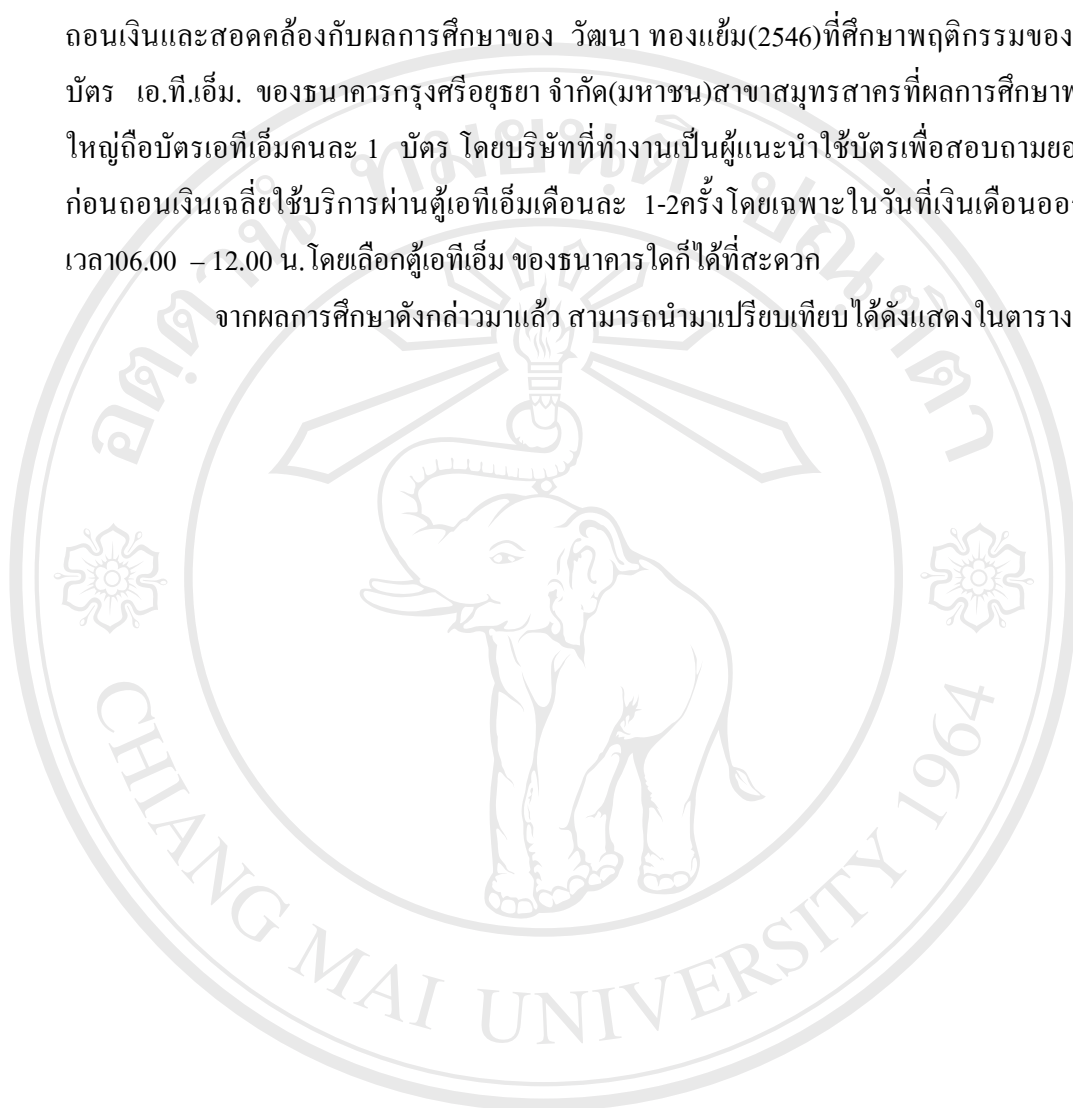 ถอนเงินและสอดคล้องกับผลการศึกษาของ วัฒนา ทองแย้ม(2546)ที่ศึกษาพฤติกรรมของ
บัตร เอ.ที.เอ็ม. ของธนาคารกรุงศรีอยุธยา จำกัด(มหาชน)สาขาสมุทรสาครที่ผลการศึกษาพ
ใหญ่ถือบัตรเอทีเอ็มคนละ 1 บัตร โดยบริษัทที่ทำงานเป็นผู้แนะนำใช้บัตรเพื่อสอบถามยอ
ก่อนถอนเงินเฉลี่ยใช้บริการผ่านตู้เอทีเอ็มเดือนละ 1-2ครั้งโดยเฉพาะในวันที่เงินเดือนออ
เวลา06.00 – 12.00 น.โดยเลือกตู้เอทีเอ็ม ของธนาคารใดก็ได้ที่สะดวก
จากผลการศึกษาดังกล่าวมาแล้ว สามารถนำมาเปรียบเทียบได้ดังแสดงในตาราง
ลิขสิทธิ์
CHIANG MAI UNIVERSITY 1964